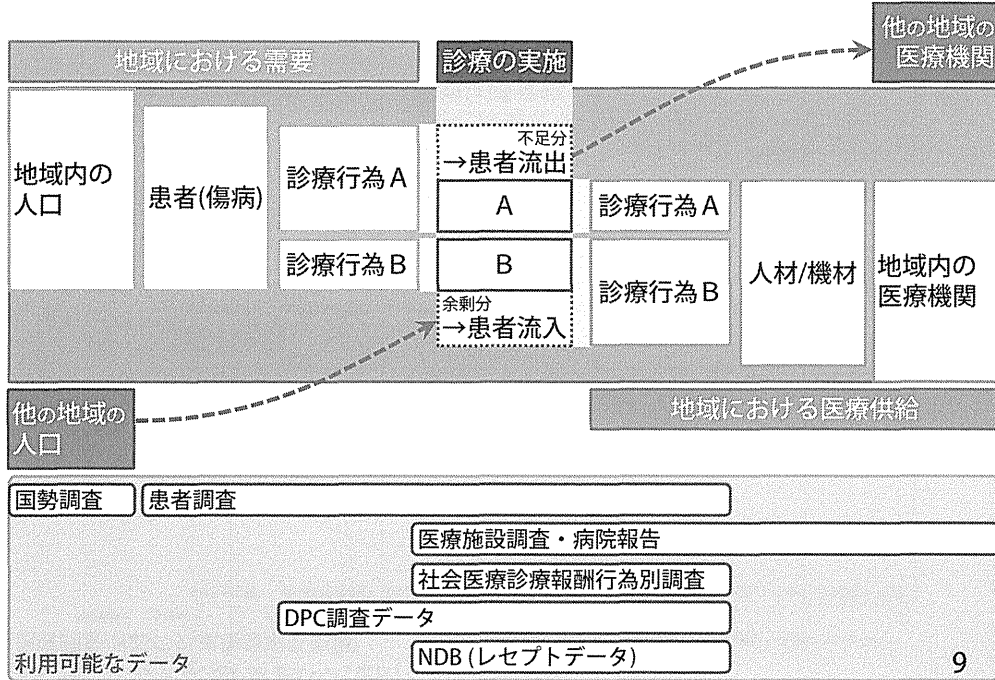 他の地域の
医療機関
地域における需要
診療の実施
地域内の
人口
患者(傷病)
診療行為A
診療行為B
不足分
→患者流出
A
B
余剰分
→患者流入
診療行為A
診療行為B
人材/機材
地域内の
医療機関
他の地域の
人口
地域における医療供給
国勢調査
患者調査
医療施設調査・病院報告
社会医療診療報酬行為別調査
DPC調査データ
NDB (レセプトデータ)
利用可能なデータ
9